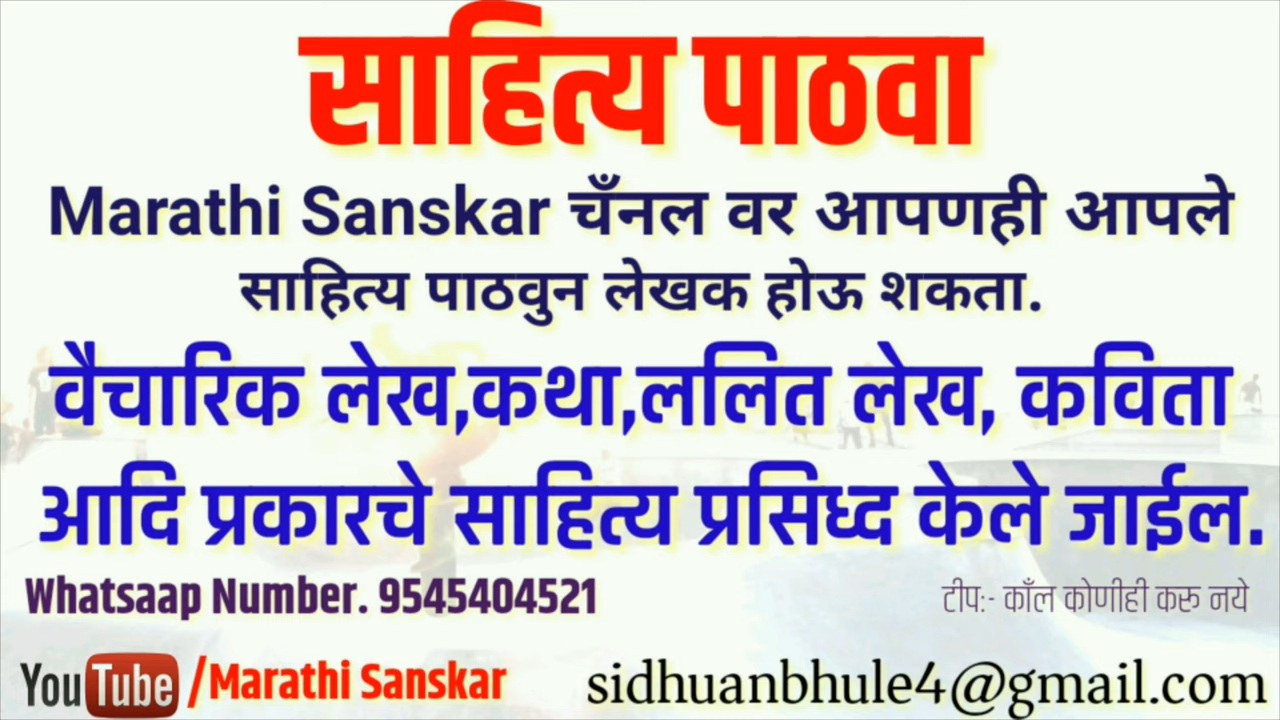 साहित्य पाठवा
Marathi Sanskar चँनल वर आपणही आपले
साहित्य पाठवुन लेखक होऊ शकता.
वैचारिक लेख,कथा,ललित लेख, कविता
आदि प्रकारचे साहित्य प्रसिध्द केले जाईल.
Whatsaap Number. 9545404521
टीप:- काँल कोणीही करू नये
YouTube /Marathi Sanskar
sidhuanbhule4@gmail.com